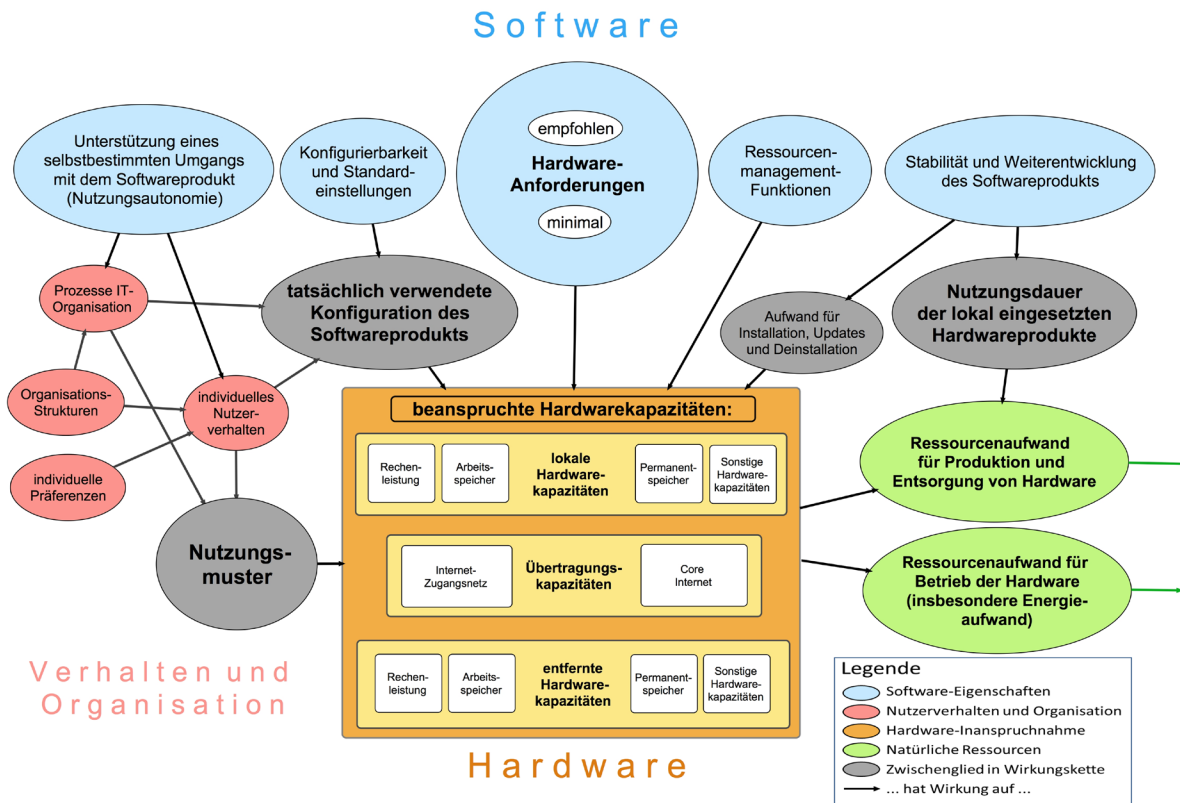 Software
Unterstützung eines
selbstbestimmten Umgangs
mit dem Softwareprodukt
(Nutzungsautonomie)
Konfigurierbarkeit
und Standard-
einstellungen
empfohlen
Hardware-
Anforderungen
minimal
Ressourcen-
management-
Funktionen
Stabilität und Weiterentwicklung
des Softwareprodukts
Prozesse IT-
Organisation
tatsächlich verwendete
Konfiguration des
Softwareprodukts
Aufwand für
Installation, Updates
und Deinstallation
Nutzungsdauer
der lokal eingesetzten
Hardwareprodukte
Organisations-
Strukturen
individuelles
Nutzer-
verhalten
individuelle
Präferenzen
Nutzungs-
muster
beanspruchte Hardwarekapazitäten:
Rechen-
leistung
Arbeits-
speicher
lokale
Hardware-
kapazitäten
Permanent-
speicher
Sonstige
Hardware-
kapazitäten
Internet-
Zugangsnetz
Übertragungs-
kapazitäten
Core
Internet
Rechen-
leistung
Arbeits-
speicher
entfernte
Hardware-
kapazitäten
Permanent-
speicher
Sonstige
Hardware-
kapazitäten
Ressourcenaufwand
für Produktion und
Entsorgung von Hardware
Ressourcenaufwand für
Betrieb der Hardware
(insbesondere Energie-
aufwand)
Verhalten und
Organisation
Hardware
Legende
Software-Eigenschaften
Nutzerverhalten und Organisation
Hardware-Inanspruchnahme
Natürliche Ressourcen
Zwischenglied in Wirkungskette
... hat Wirkung auf ...